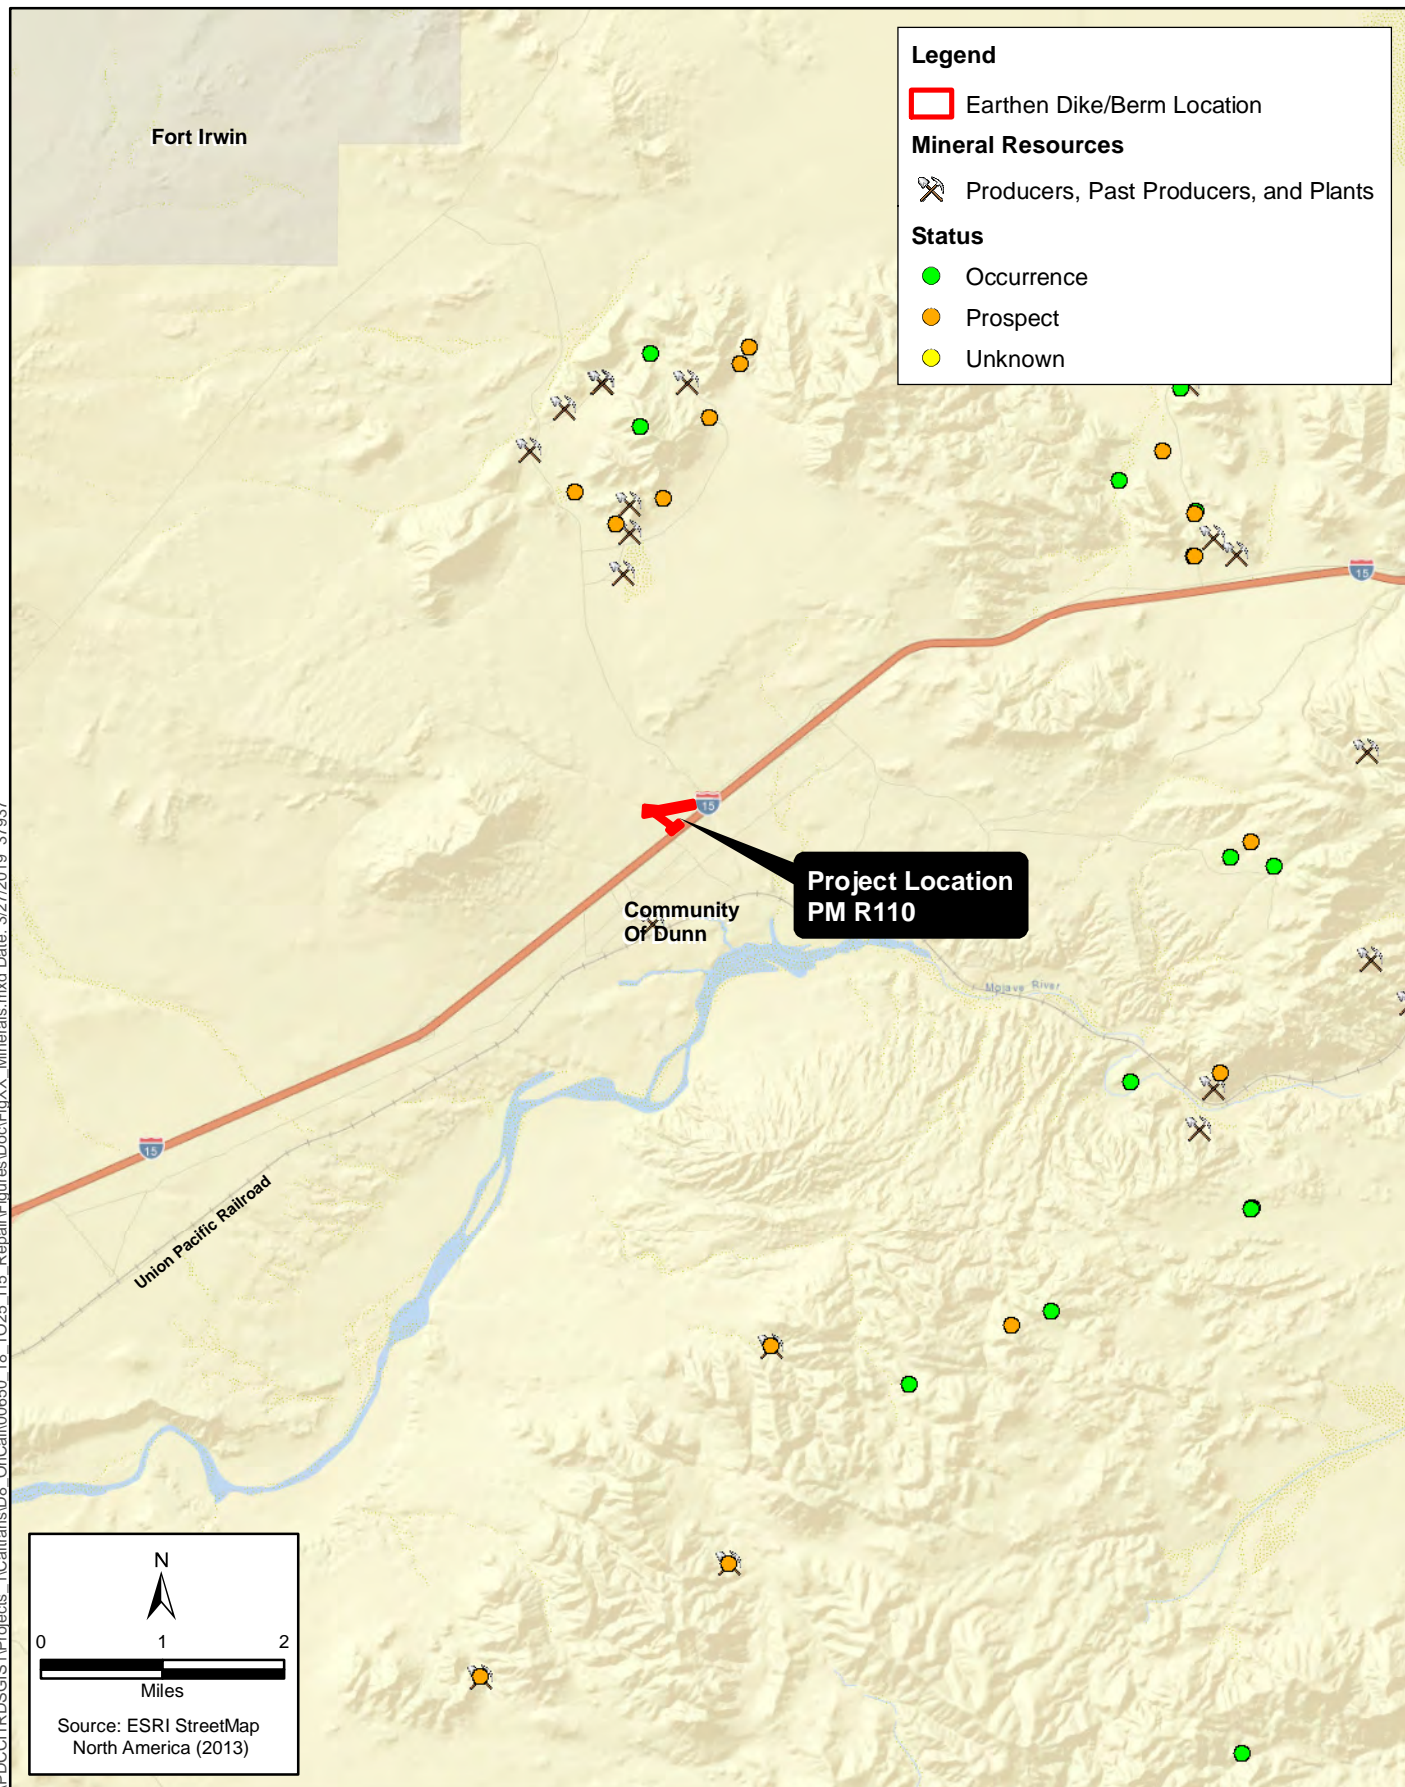 Legend
Earthen Dike/Berm Location
Mineral Resources
Producers, Past Producers, and Plants
Status
Occurrence
Prospect
Unknown
Fort Irwin
15
15
Project Location
PM R110
Community
Of Dunn
Mojave River
15
Union Pacific Railroad
N
0 1 2
Miles
Source: ESRI StreetMap
North America (2013)